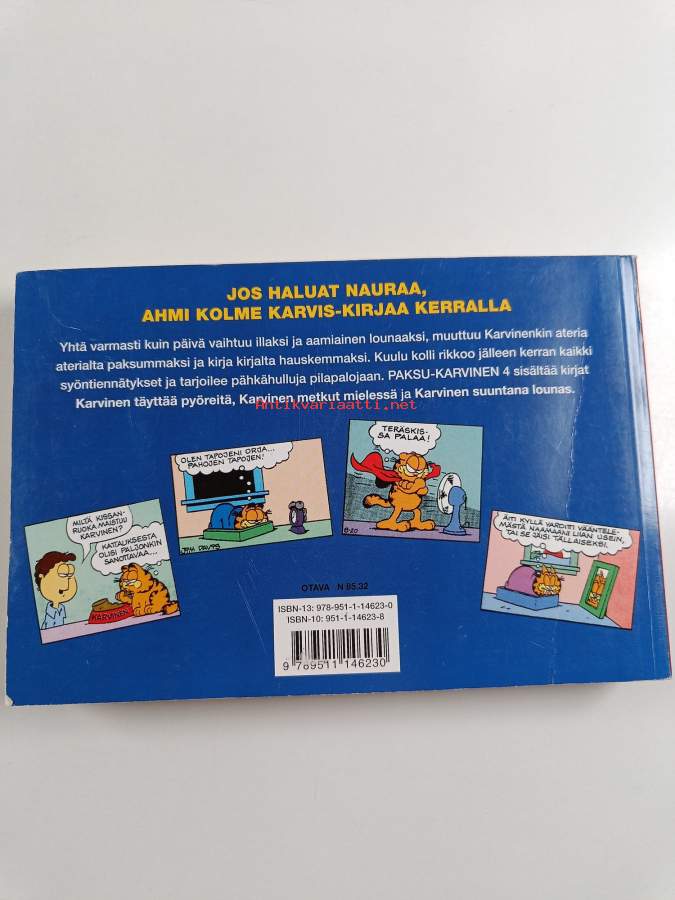 JOS HALUAT NAURAA,
AHMI KOLME KARVIS-KIRJAA KERRALLA
Yhtä varmasti kuin päivä vaihtuu illaksi ja aamiainen lounaaksi, muuttuu Karvinenkin ateria
aterialta paksummaksi ja kirja kirjalta hauskemmaksi. Kuulu kolli rikkoo jälleen kerran kaikki
syöntiennätykset ja tarjoilee pähkähulluja pilapalojaan. PAKSU-KARVINEN 4 sisältää kirjat
Karvinen täyttää pyöreitä, Karvinen metkut mielessä ja Karvinen suuntana lounas.
Antikvariaatti.net
MILTÄ KISSAN-
RUOKA MAISTUU
KARVINEN?
KATTAUKSESTA
OLISI PALJONKIN
SANOTTAVAA...
KARVINEN
OLEN TAPOJENI ORJA...
PAHOJEN TAPOJEN!
JIM DAVIS
TERÄSKIS-
SA PALAA!
8-20
ÄITI KYLLÄ VAROITTI VÄÄNTELE-
MÄSTÄ NAAMAANI LIIAN USEIN,
TAI SE JÄISI TÄLLAISEKSI.
OTAVA N 85.32
ISBN-13: 978-951-1-14623-0
ISBN-10: 951-1-14623-8
9 789511 146230